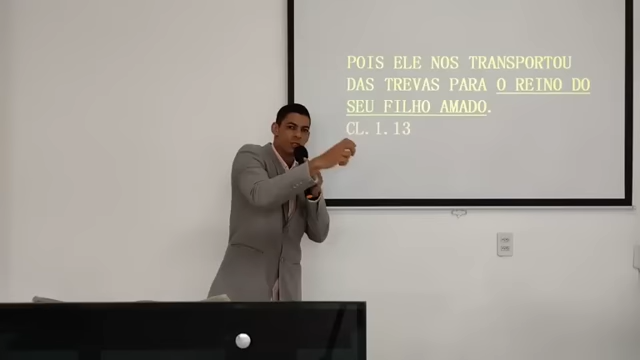 POIS ELE NOS TRANSPORTOU
DAS TREVAS PARA O REINO DO
SEU FILHO AMADO.
CL.1.13